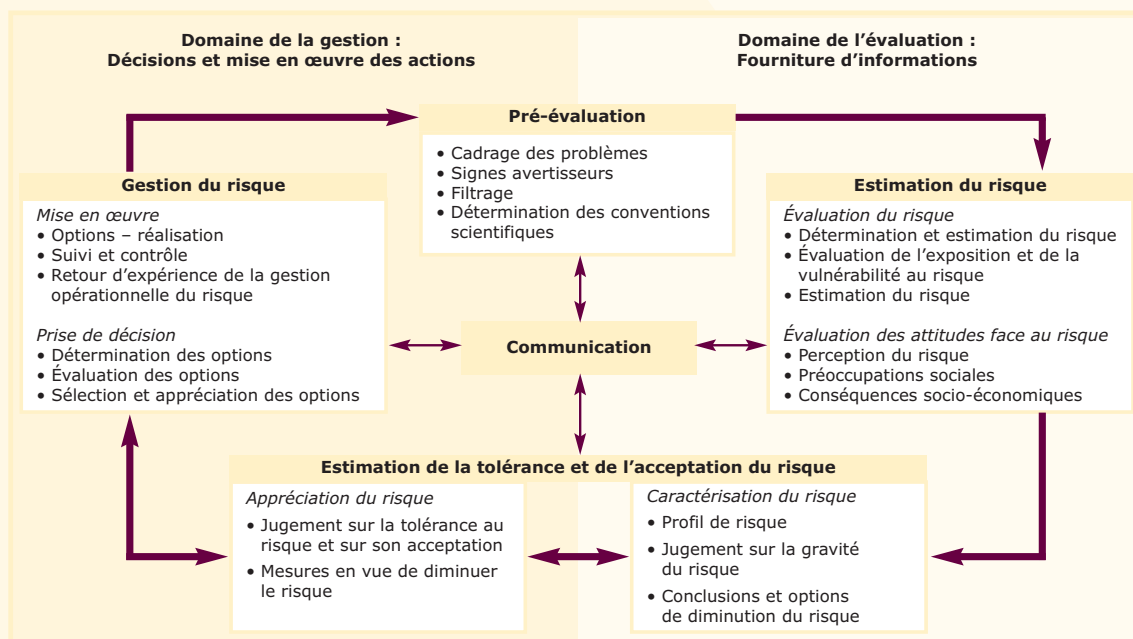 Domaine de la gestion :
Décisions et mise en œuvre des actions
Domaine de l’évaluation :
Fourniture d’informations
Pré-évaluation
• Cadrage des problèmes
• Signes avertisseurs
• Filtrage
• Détermination des conventions
scientifiques
Gestion du risque
Mise en œuvre
• Options – réalisation
• Suivi et contrôle
• Retour d’expérience de la gestion
opérationnelle du risque
Prise de décision
• Détermination des options
• Évaluation des options
• Sélection et appréciation des options
Communication
Estimation du risque
Évaluation du risque
• Détermination et estimation du risque
• Évaluation de l’exposition et de la
vulnérabilité au risque
• Estimation du risque
Évaluation des attitudes face au risque
• Perception du risque
• Préoccupations sociales
• Conséquences socio-économiques
Estimation de la tolérance et de l’acceptation du risque
Appréciation du risque
• Jugement sur la tolérance au
risque et sur son acceptation
• Mesures en vue de diminuer
le risque
Caractérisation du risque
• Profil de risque
• Jugement sur la gravité
du risque
• Conclusions et options
de diminution du risque